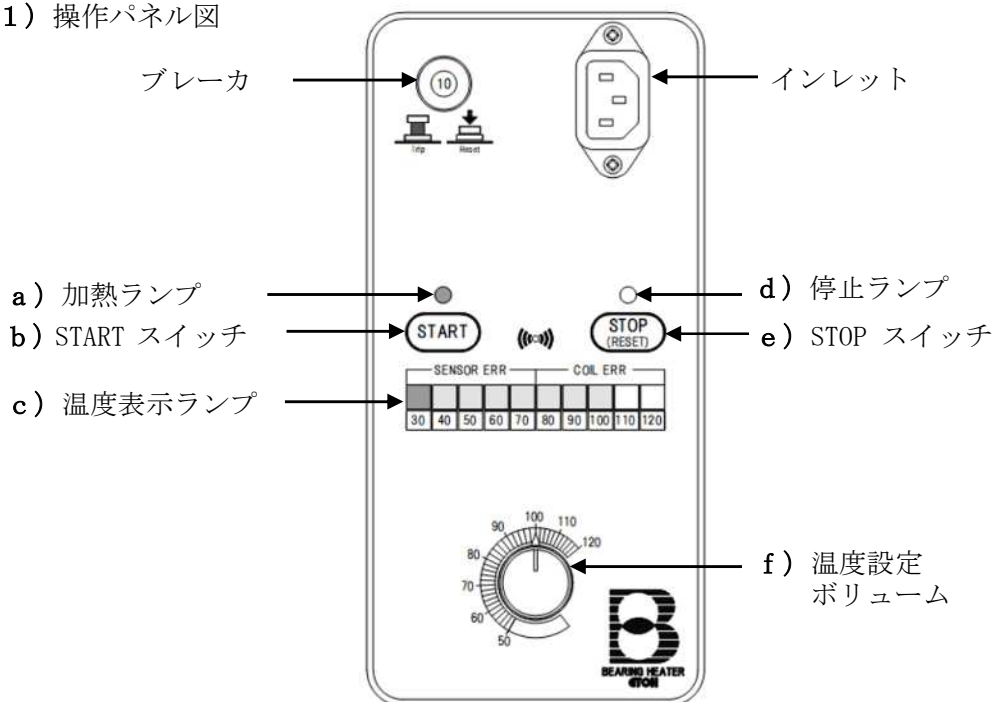 1) 操作パネル図
ブレーカ
インレット
10
Trip
Reset
a) 加熱ランプ
d) 停止ランプ
b) START スイッチ
START
STOP
(RESET)
e) STOP スイッチ
SENSOR ERR
COIL ERR
c) 温度表示ランプ
30 40 50 60 70 80 90 100 110 120
50 60 70 80 90 100 110 120
f) 温度設定
ボリューム
BEARING HEATER